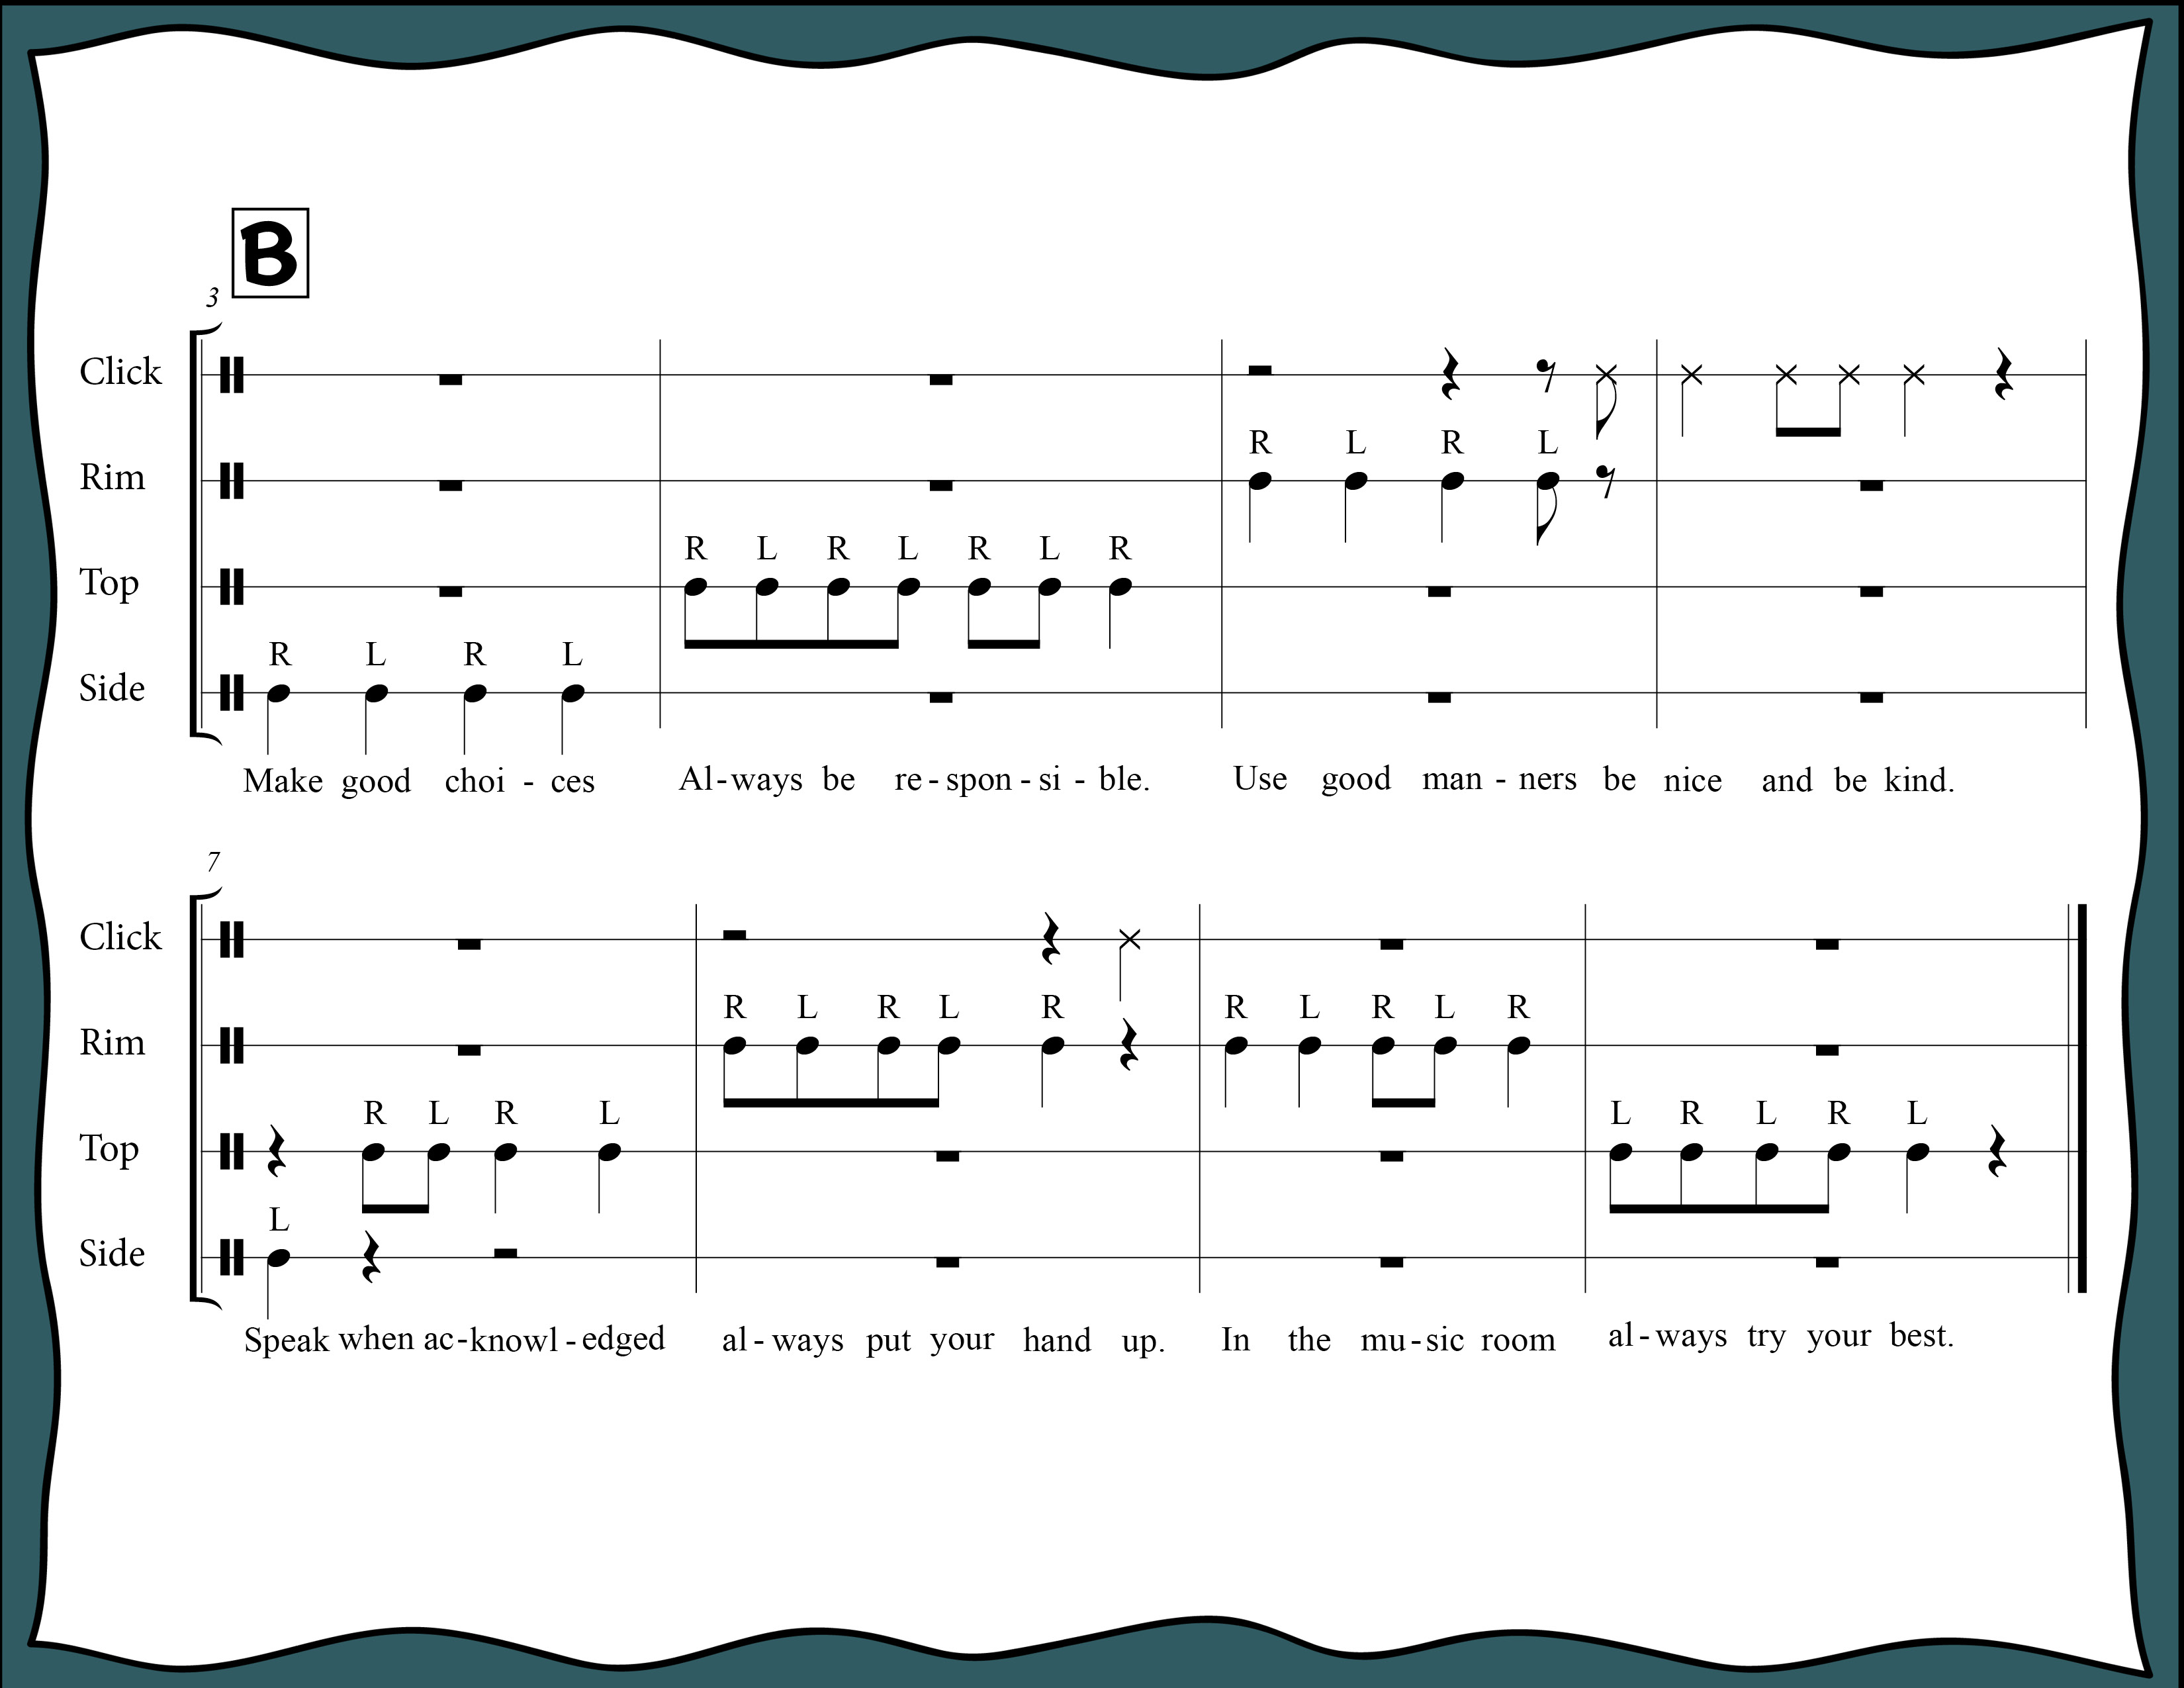 B
3
Click
R L R L
Rim
R L R L R L R
Top
R L R L
Side
Make good choi - ces Al-ways be re-spon-si-ble. Use good man-ners be nice and be kind.
7
Click
R L R L R R L R L R
Rim
R L R L L R L R L
Top
L
Side
Speak when ac-knowl-edged al-ways put your hand up. In the mu-sic room al-ways try your best.